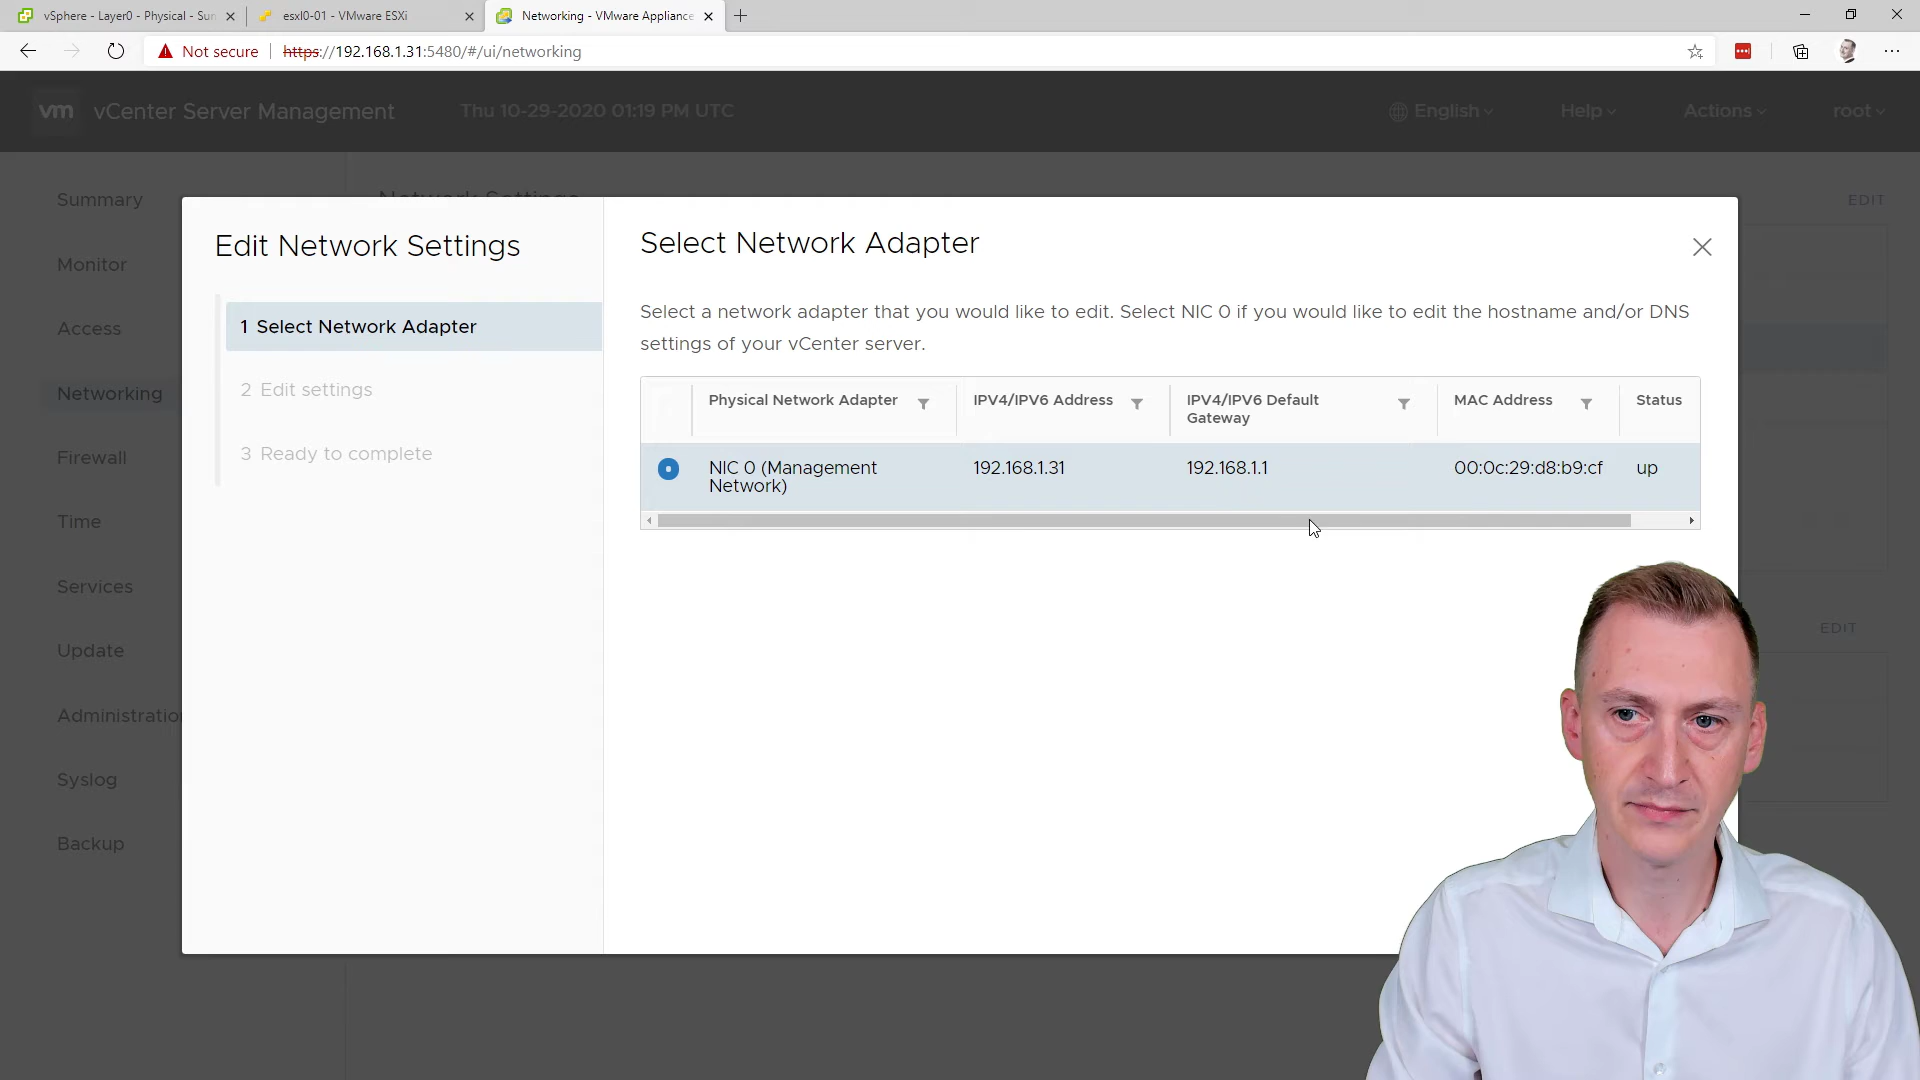 vSphere - Layer0 - Physical - Sur
esxl0-01 - VMware ESXi
Networking - VMware Appliance
Not secure
https://192.168.1.31:5480/#/ui/networking
vm
vCenter Server Management
Thu 10-29-2020 01:19 PM UTC
English
Help
Actions
root
Summary
Network Settings
EDIT
Monitor
Access
Networking
Firewall
Time
Services
Update
Administratio
Syslog
Backup
Edit Network Settings
1 Select Network Adapter
2 Edit settings
3 Ready to complete
Select Network Adapter
Select a network adapter that you would like to edit. Select NIC 0 if you would like to edit the hostname and/or DNS
settings of your vCenter server.
Physical Network Adapter
IPV4/IPV6 Address
IPV4/IPV6 Default
Gateway
MAC Address
Status
NIC 0 (Management
Network)
192.168.1.31
192.168.1.1
00:0c:29:d8:b9:cf
up
EDIT